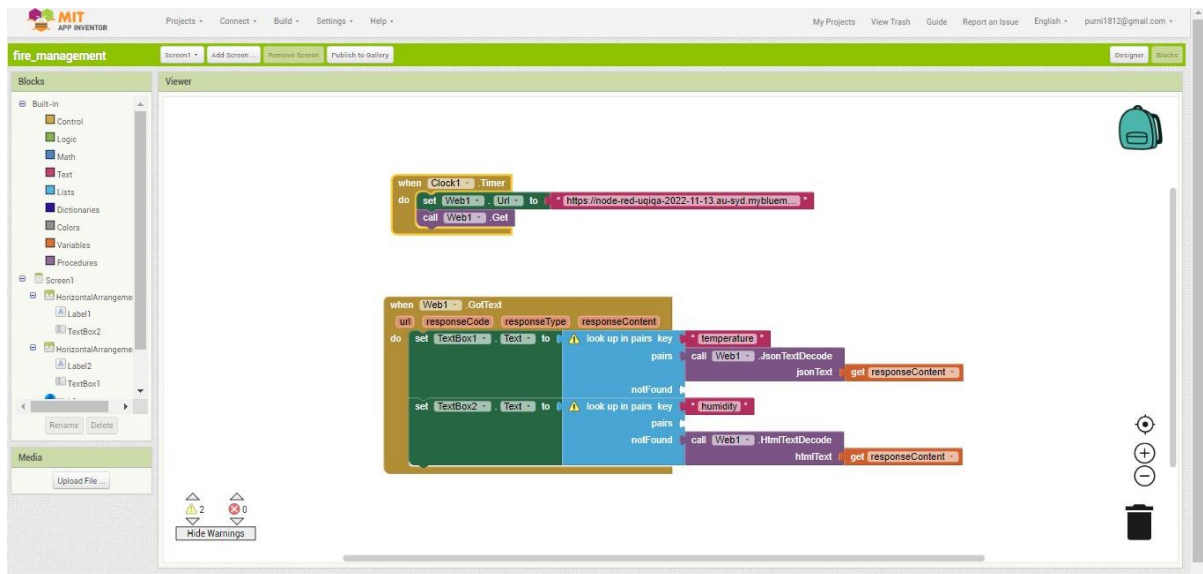 MIT
APP INVENTOR
Projects Connect Build Settings Help
My Projects View Trash Guide Report an Issue English purni1812@gmail.com
fire_management
Screen1 Add Screen ... Remove Screen Publish to Gallery
Designer Blocks
Blocks
Viewer
Built-in
Control
Logic
Math
Text
Lists
Dictionaries
Colors
Variables
Procedures
Screen1
HorizontalArrangeme
Label1
TextBox2
HorizontalArrangeme
Label2
TextBox1
Rename Delete
Media
Upload File ...
when Clock1 .Timer
do set Web1 . Url to " https://node-red-uqiqa-2022-11-13.au-syd.mybluem... "
call Web1 .Get
when Web1 .GotText
url responseCode responseType responseContent
do set TextBox1 . Text to look up in pairs key " temperature "
pairs call Web1 .JsonTextDecode
jsonText get responseContent
notFound
set TextBox2 . Text to look up in pairs key " humidity "
pairs
notFound call Web1 .HtmlTextDecode
htmlText get responseContent
2 0
Hide Warnings